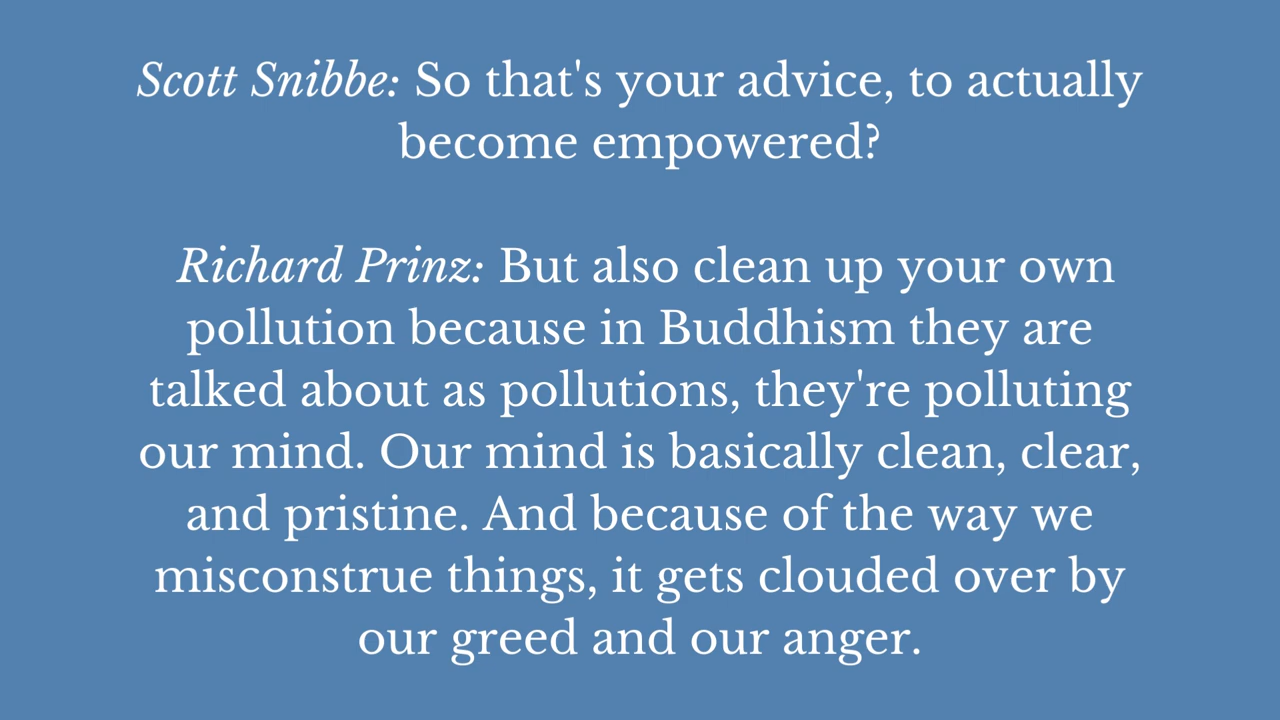 Scott Snibbe: So that's your advice, to actually
become empowered?
Richard Prinz: But also clean up your own
pollution because in Buddhism they are
talked about as pollutions, they're polluting
our mind. Our mind is basically clean, clear,
and pristine. And because of the way we
misconstrue things, it gets clouded over by
our greed and our anger.